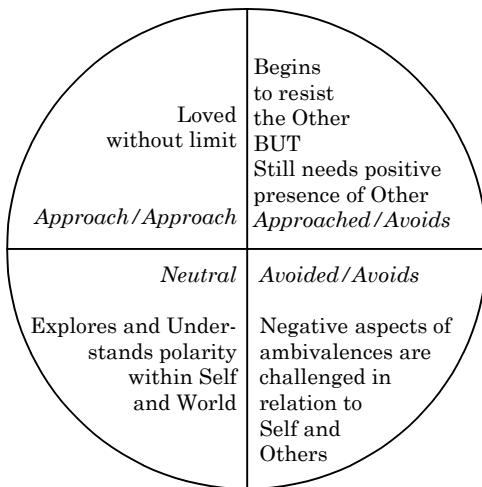 Loved
without limit
Approach/Approach
Begins
to resist
the Other
BUT
Still needs positive
presence of Other
Approached/Avoids
Neutral
Explores and Under-
stands polarity
within Self
and World
Avoided/Avoids
Negative aspects of
ambivalences are
challenged in
relation to
Self and
Others